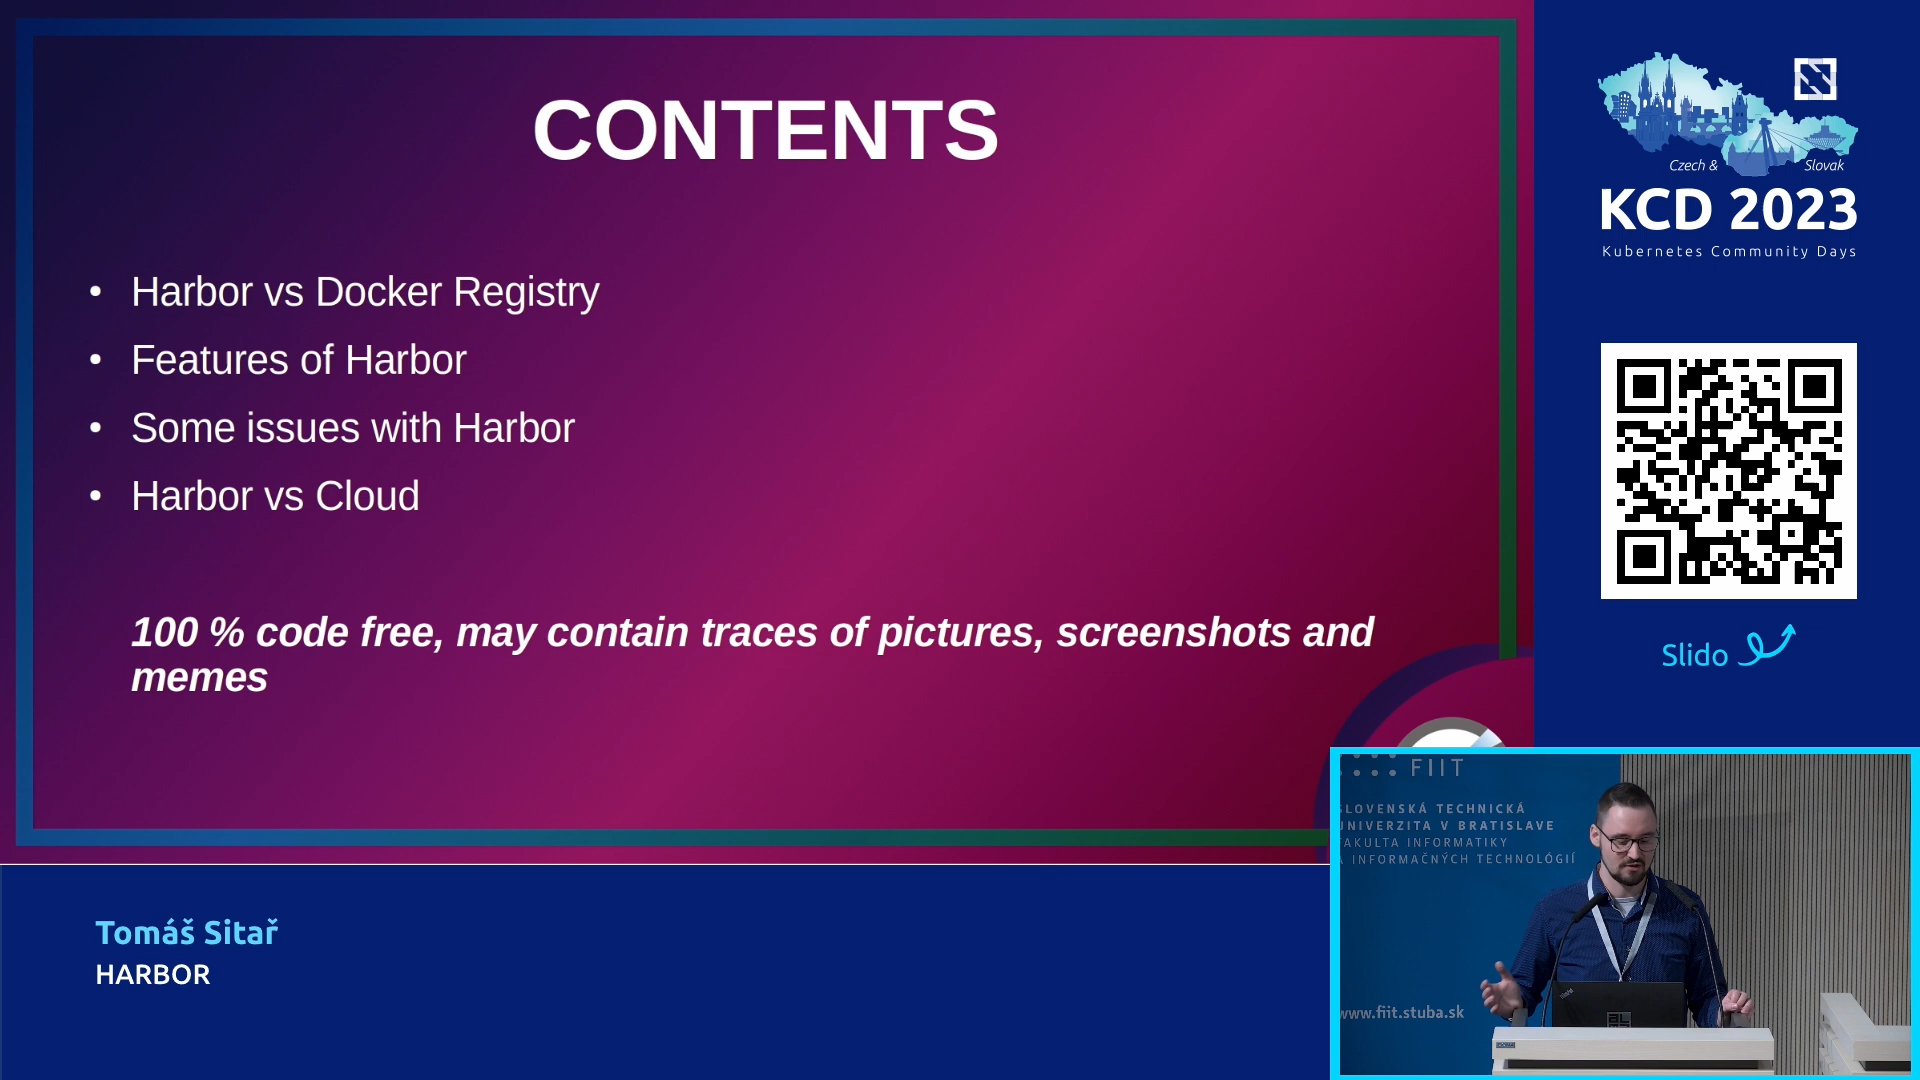 CONTENTS
• Harbor vs Docker Registry
• Features of Harbor
• Some issues with Harbor
• Harbor vs Cloud
100 % code free, may contain traces of pictures, screenshots and
memes
Czech & Slovak
KCD 2023
Kubernetes Community Days
Slido
Tomáš Sitař
HARBOR
FIIT
SLOVENSKÁ TECHNICKÁ
UNIVERZITA V BRATISLAVE
FAKULTA INFORMATIKY
A INFORMAČNÝCH TECHNOLÓGIÍ
www.fiit.stuba.sk